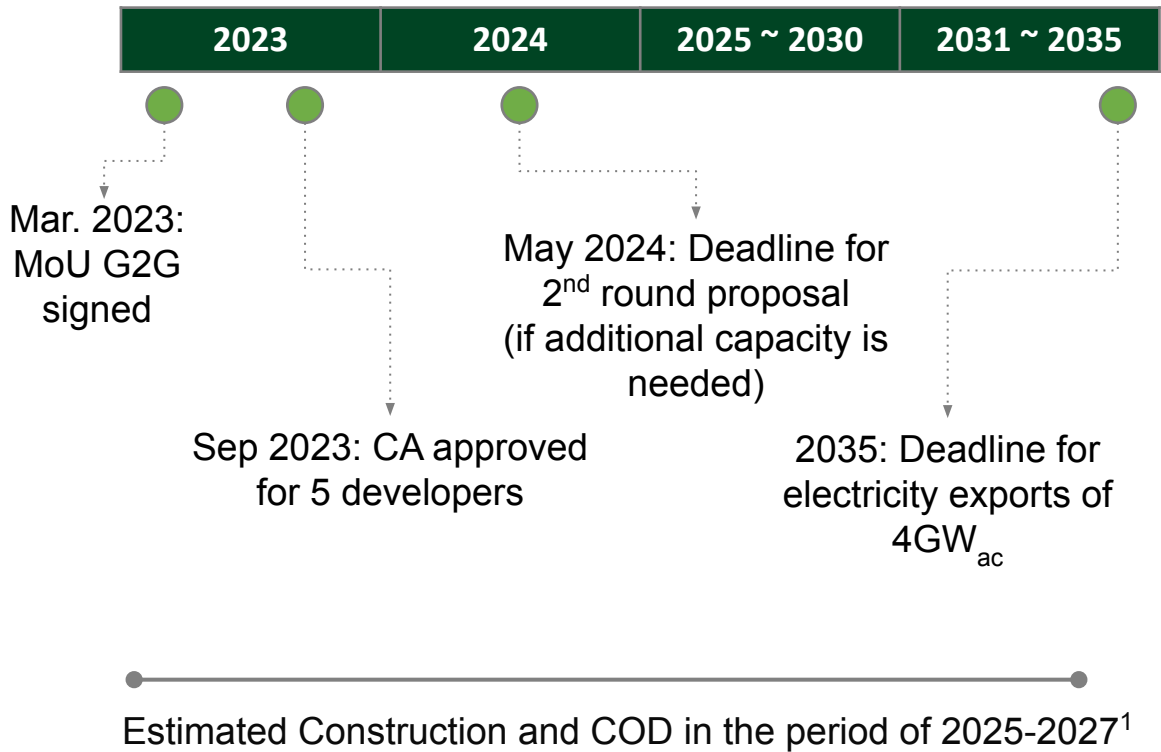 2023 2024 2025 ~ 2030 2031 ~ 2035
Mar. 2023:
MoU G2G
signed
May 2024: Deadline for
2nd round proposal
(if additional capacity is
needed)
Sep 2023: CA approved
for 5 developers
2035: Deadline for
electricity exports of
4GWac
Estimated Construction and COD in the period of 2025-20271